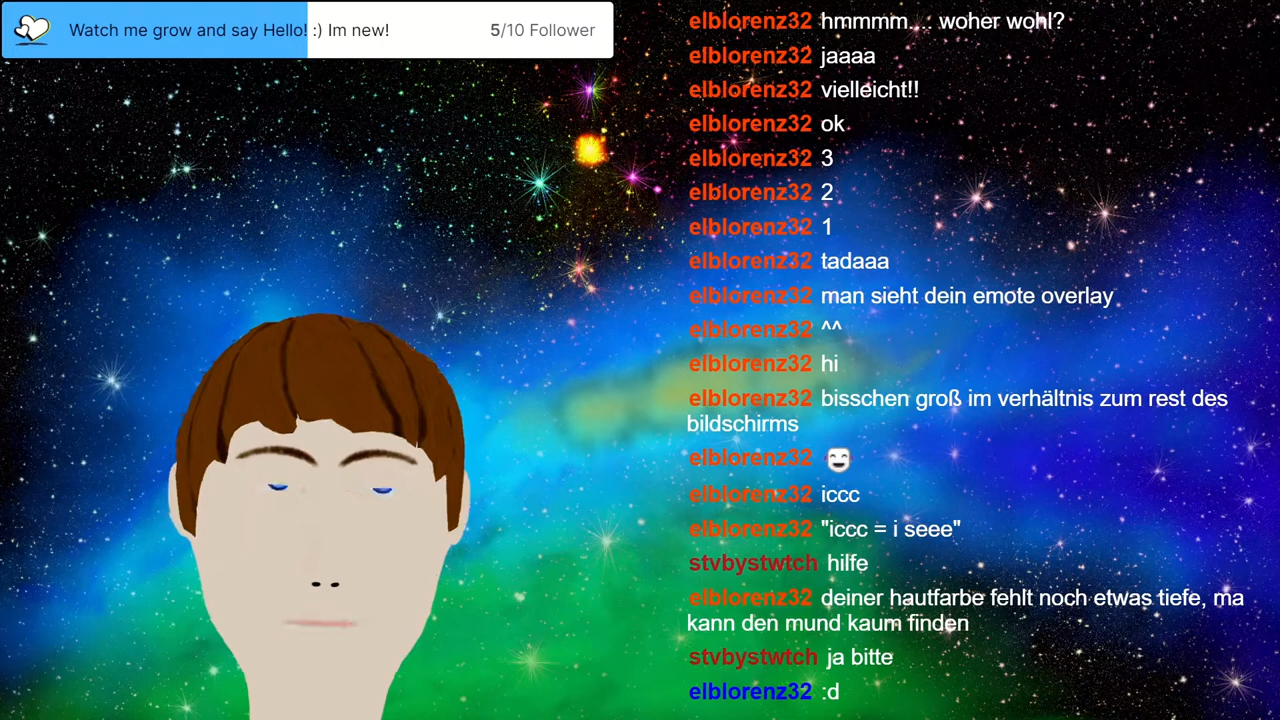 Watch me grow and say Hello! :) Im new! 5/10 Follower
elblorenz32 hmmmm.... woher wohl?
elblorenz32 jaaaa
elblorenz32 vielleicht!!
elblorenz32 ok
elblorenz32 3
elblorenz32 2
elblorenz32 1
elblorenz32 tadaaa
elblorenz32 man sieht dein emote overlay
elblorenz32 ^^
elblorenz32 hi
elblorenz32 bisschen groß im verhältnis zum rest des
bildschirms
elblorenz32
elblorenz32 iccc
elblorenz32 "iccc = i seee"
stvbystwtch hilfe
elblorenz32 deiner hautfarbe fehlt noch etwas tiefe, ma
kann den mund kaum finden
stvbystwtch ja bitte
elblorenz32 :d